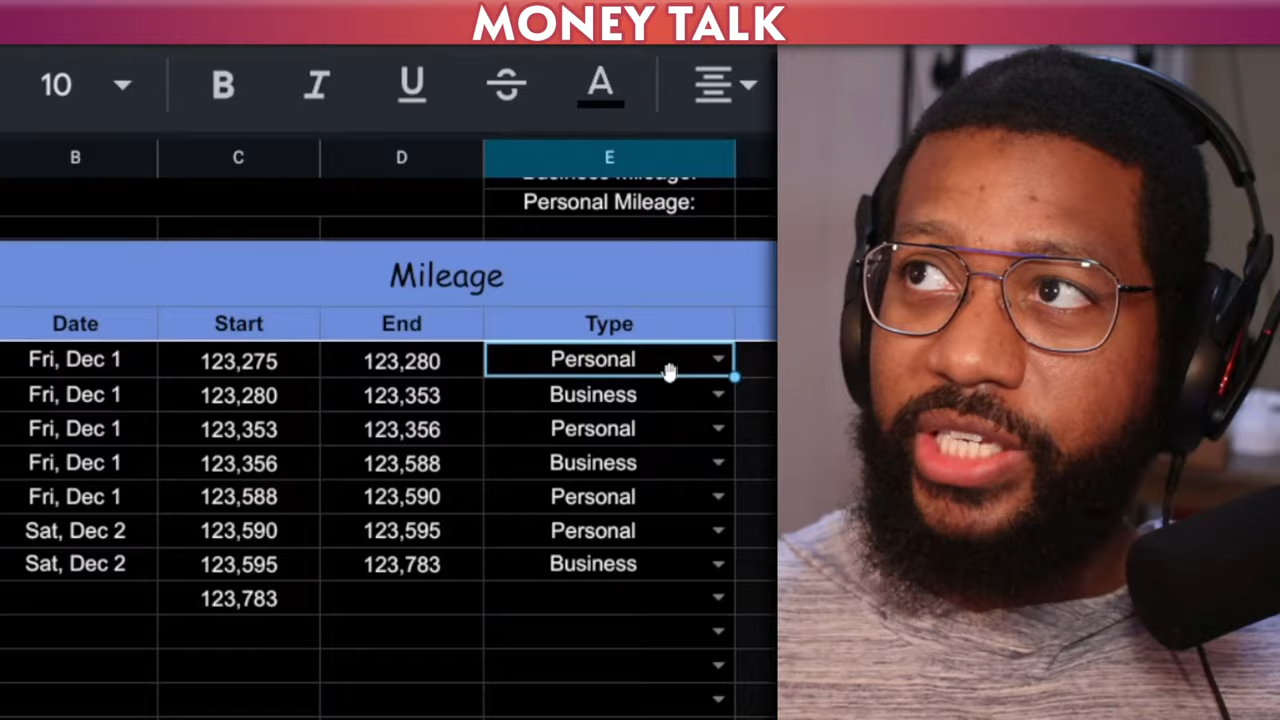 MONEY TALK
10 B I U S A
B C D E
Business Mileage:
Personal Mileage:
Mileage
Date Start End Type
Fri, Dec 1 123,275 123,280 Personal
Fri, Dec 1 123,280 123,353 Business
Fri, Dec 1 123,353 123,356 Personal
Fri, Dec 1 123,356 123,588 Business
Fri, Dec 1 123,588 123,590 Personal
Sat, Dec 2 123,590 123,595 Personal
Sat, Dec 2 123,595 123,783 Business
123,783